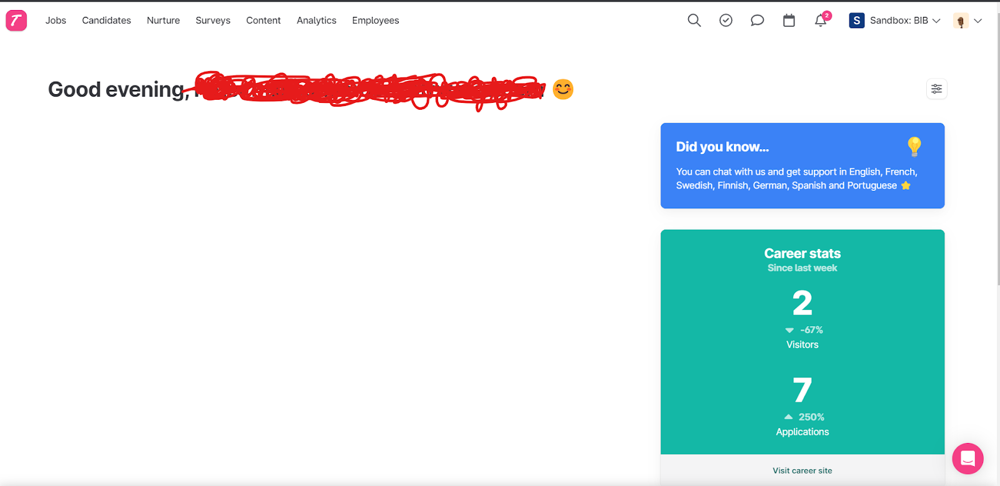 Jobs Candidates Nurture Surveys Content Analytics Employees 2 S Sandbox: BIB
Good evening,
Did you know...
You can chat with us and get support in English, French,
Swedish, Finnish, German, Spanish and Portuguese
Career stats
Since last week
2
-67%
Visitors
7
250%
Applications
Visit career site